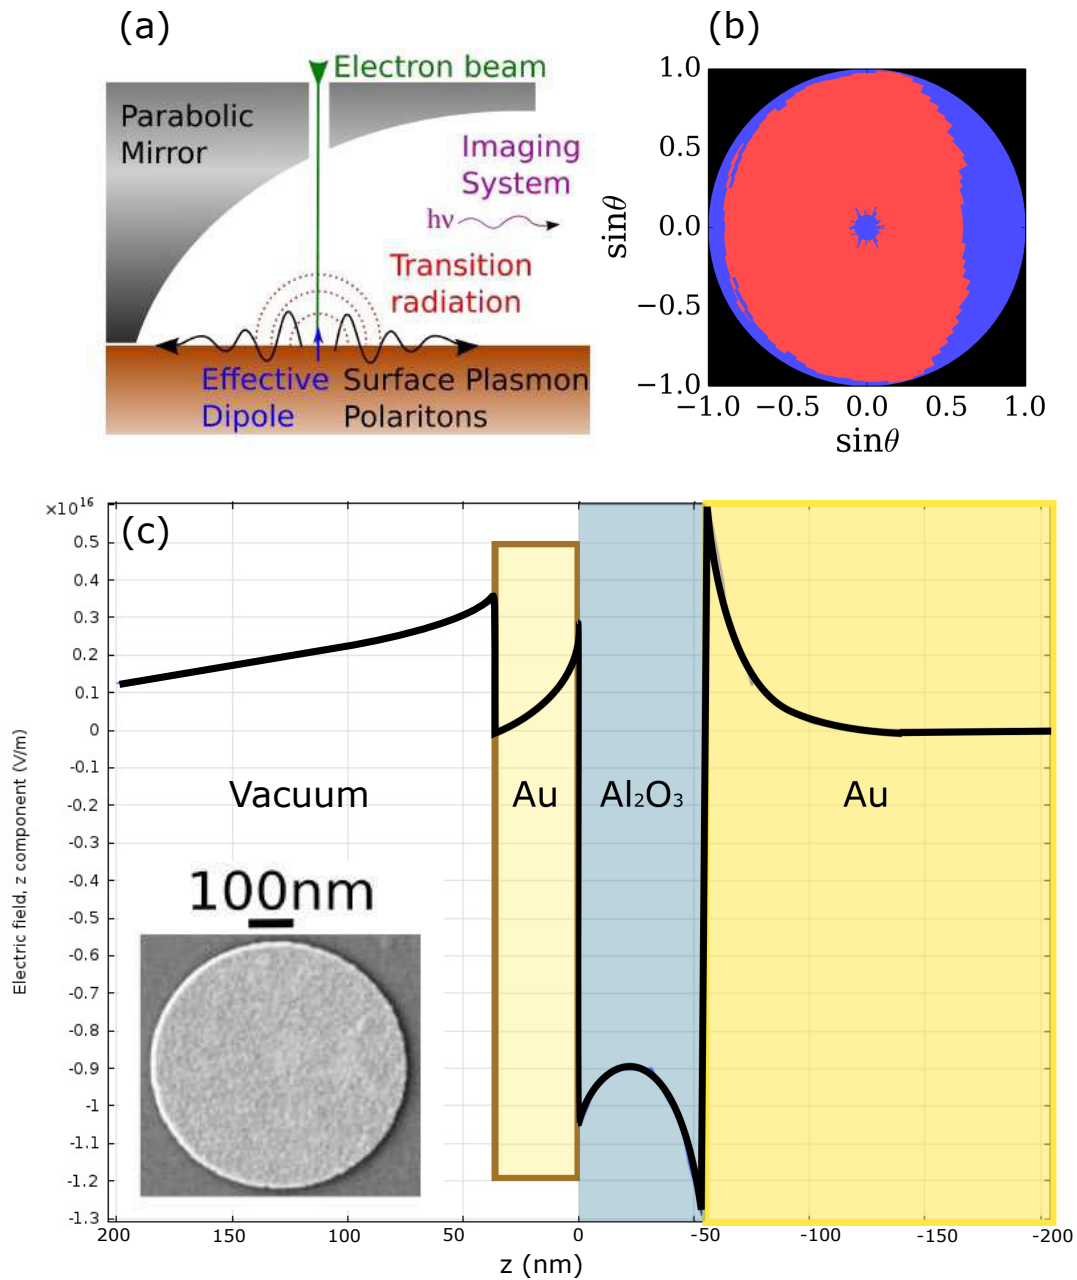 (a)
Electron beam
Parabolic
Mirror
Imaging
System
hν
Transition
radiation
Effective
Dipole
Surface Plasmon
Polaritons
(b)
1.0
0.5
0.0
−0.5
−1.0
sinθ
−1.0 −0.5 0.0 0.5 1.0
sinθ
(c)
×10¹⁶
0.5
0.4
0.3
0.2
0.1
0
-0.1
-0.2
-0.3
-0.4
-0.5
-0.6
-0.7
-0.8
-0.9
-1
-1.1
-1.2
-1.3
Electric field, z component (V/m)
Vacuum
Au
Al₂O₃
Au
100nm
200 150 100 50 0 -50 -100 -150 -200
z (nm)